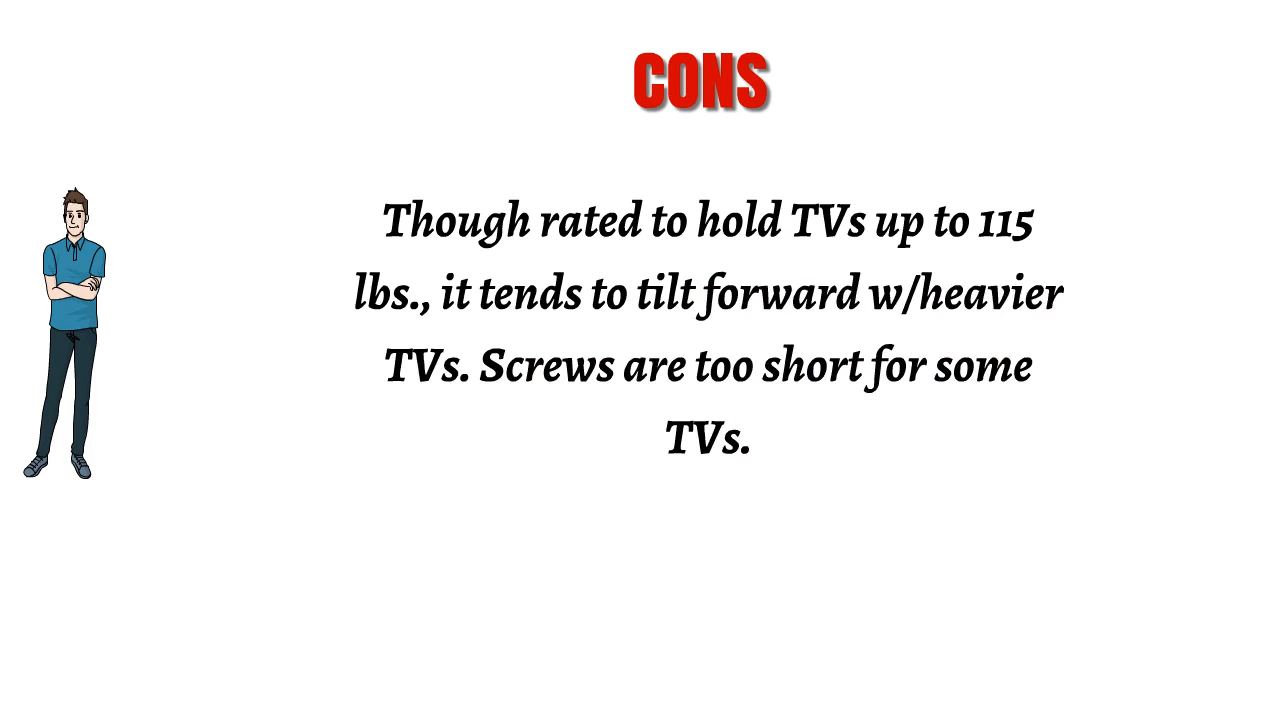 CONS
Though rated to hold TVs up to 115
lbs., it tends to tilt forward w/heavier
TVs. Screws are too short for some
TVs.